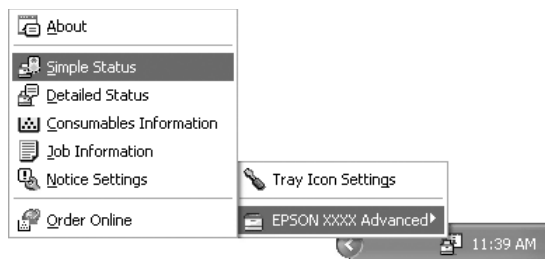 About
Simple Status
Detailed Status
Consumables Information
Job Information
Notice Settings
Order Online
Tray Icon Settings
EPSON XXXX Advanced
11:39 AM